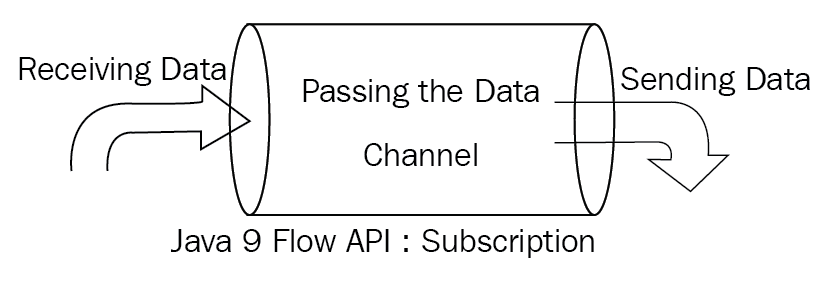 Receiving Data
Passing the Data
Sending Data
Channel
Java 9 Flow API : Subscription